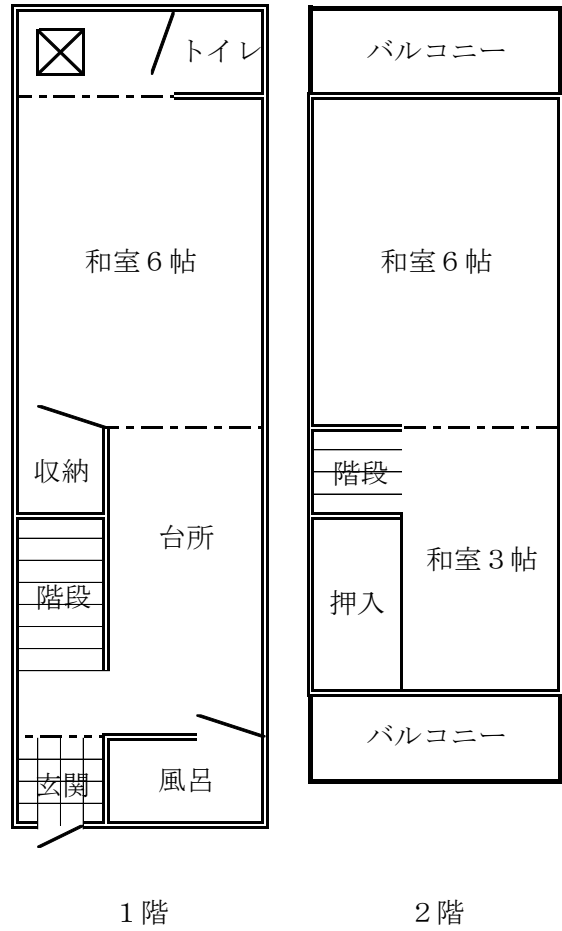 トイレ
和室６帖
収納
台所
階段
玄関
風呂
１階
バルコニー
和室６帖
階段
和室３帖
押入
バルコニー
２階